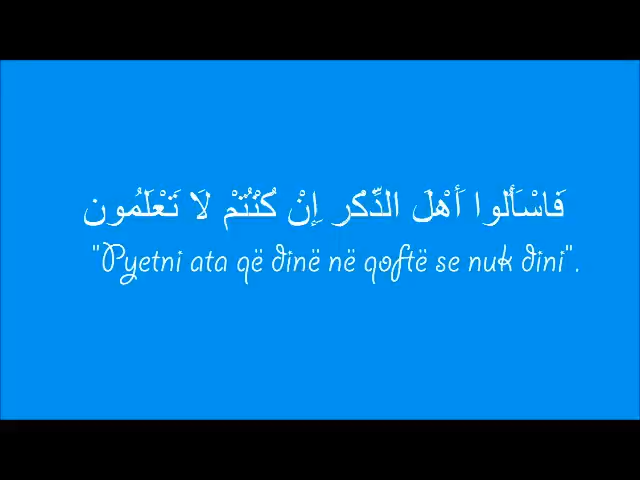 فَاسْأَلُوا أَهْلَ الذِّكْرِ إِنْ كُنْتُمْ لَا تَعْلَمُون
"Pyetni ata që dinë në qoftë se nuk dini".